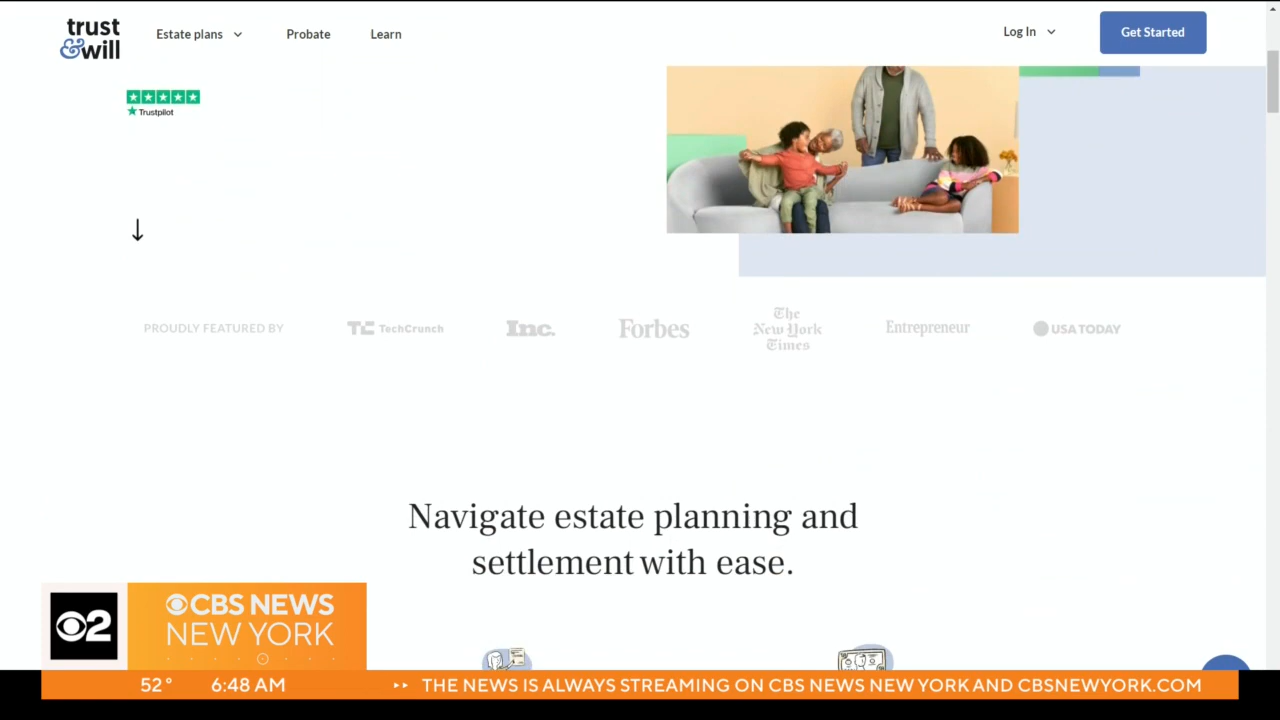 trust
&will
Estate plans
Probate
Learn
Log In
Get Started
Trustpilot
PROUDLY FEATURED BY
TC TechCrunch
Inc.
Forbes
The
New York
Times
Entrepreneur
USA TODAY
Navigate estate planning and
settlement with ease.
2
CBS NEWS
NEW YORK
52° 6:48 AM THE NEWS IS ALWAYS STREAMING ON CBS NEWS NEW YORK AND CBSNEWYORK.COM